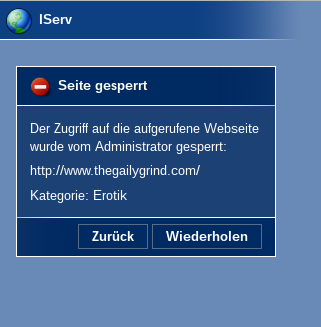 IServ
Seite gesperrt
Der Zugriff auf die aufgerufene Webseite
wurde vom Administrator gesperrt:
http://www.thegailygrind.com/
Kategorie: Erotik
Zurück Wiederholen